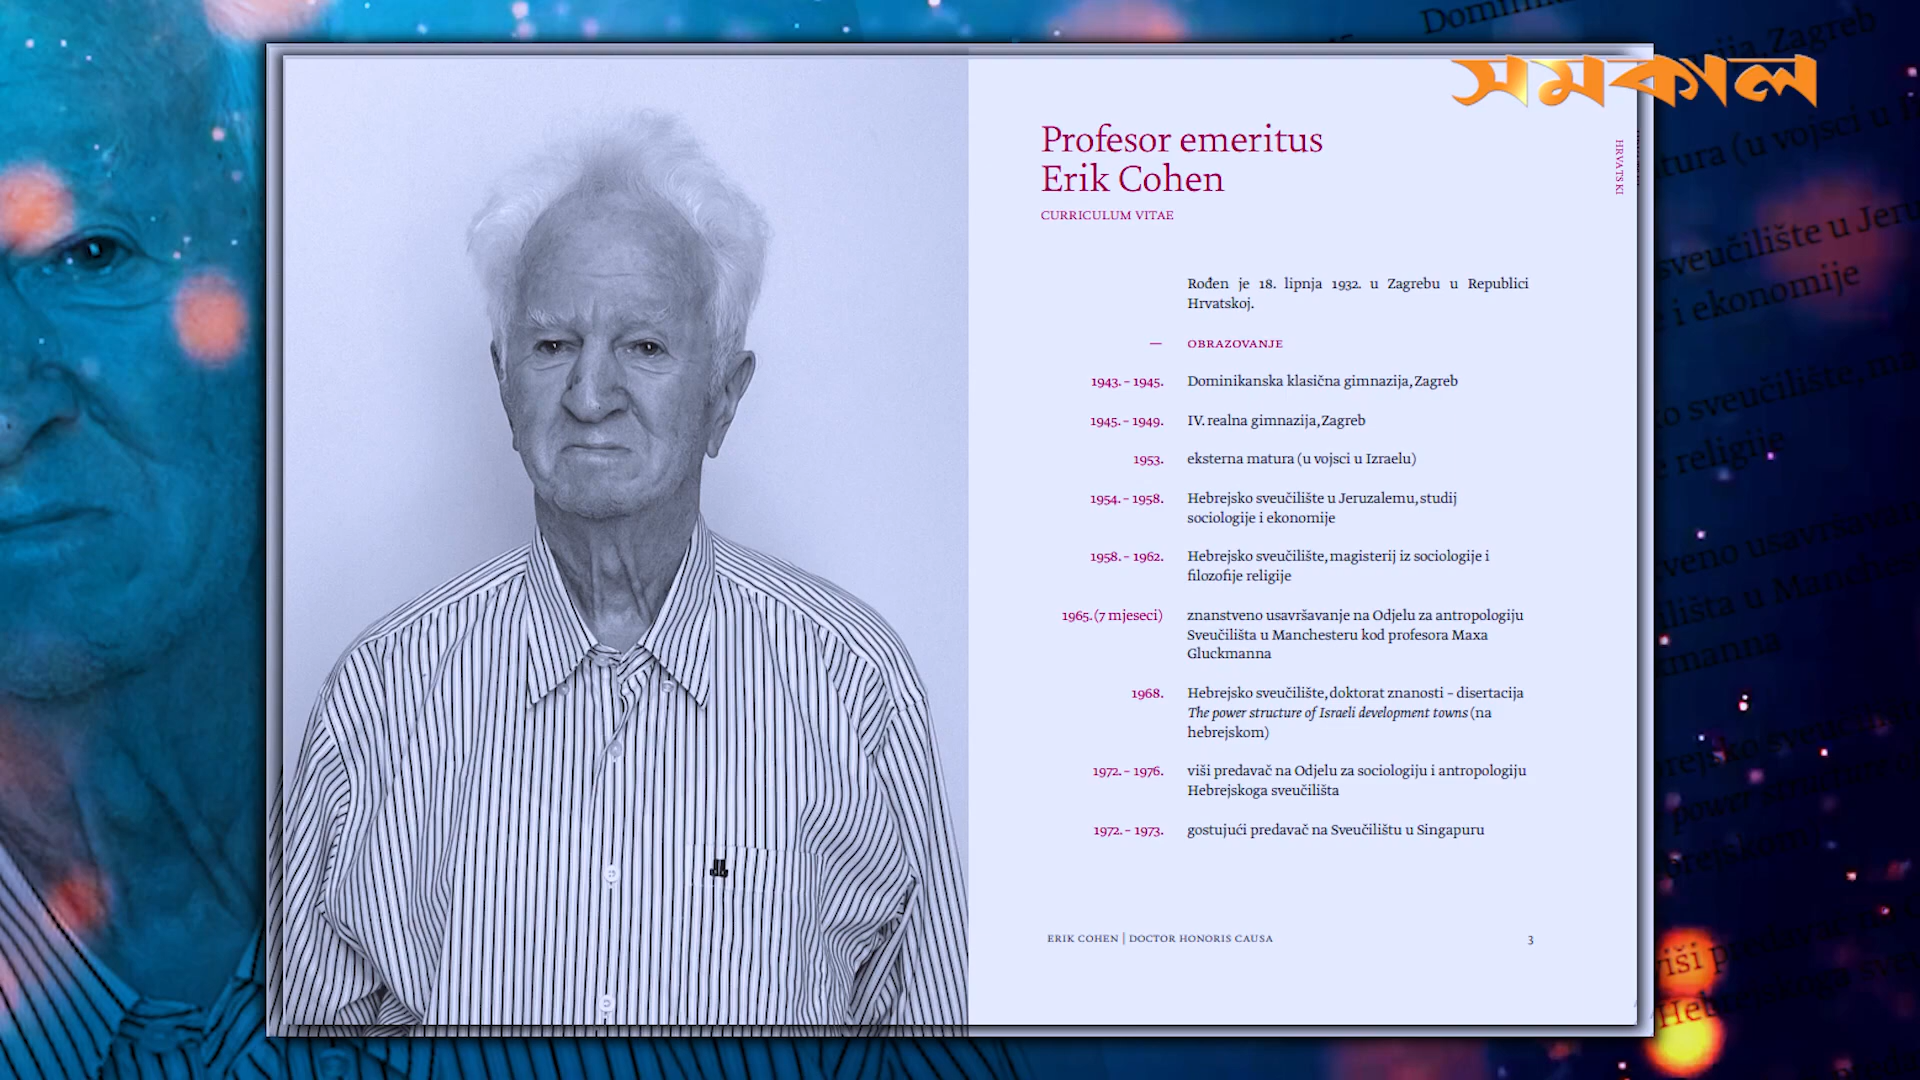 সমকাল
Profesor emeritus
Erik Cohen
CURRICULUM VITAE
HRVATSKI
Rođen je 18. lipnja 1932. u Zagrebu u Republici
Hrvatskoj.
— OBRAZOVANJE
1943. – 1945. Dominikanska klasična gimnazija, Zagreb
1945. – 1949. IV. realna gimnazija, Zagreb
1953. eksterna matura (u vojsci u Izraelu)
1954. – 1958. Hebrejsko sveučilište u Jeruzalemu, studij
sociologije i ekonomije
1958. – 1962. Hebrejsko sveučilište, magisterij iz sociologije i
filozofije religije
1965. (7 mjeseci) znanstveno usavršavanje na Odjelu za antropologiju
Sveučilišta u Manchesteru kod profesora Maxa
Gluckmanna
1968. Hebrejsko sveučilište, doktorat znanosti – disertacija
The power structure of Israeli development towns (na
hebrejskom)
1972. – 1976. viši predavač na Odjelu za sociologiju i antropologiju
Hebrejskoga sveučilišta
1972. – 1973. gostujući predavač na Sveučilištu u Singapuru
ERIK COHEN | DOCTOR HONORIS CAUSA 3